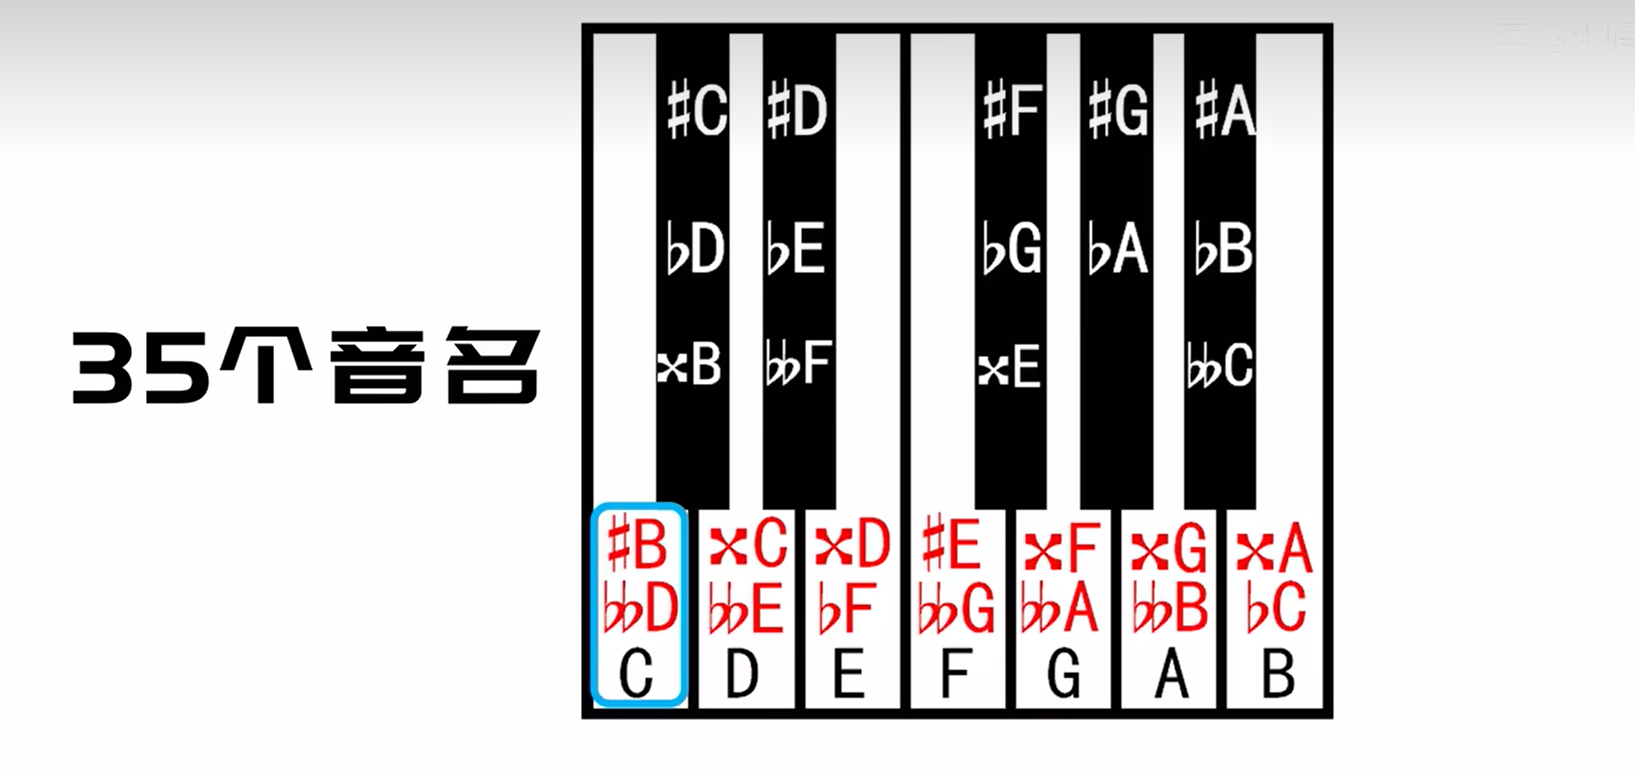 35个音名
♯C ♯D ♯F ♯G ♯A
♭D ♭E ♭G ♭A ♭B
𝄪B ♭♭F 𝄪E ♭♭C
♯B 𝄪C 𝄪D ♯E 𝄪F 𝄪G 𝄪A
♭♭D ♭♭E ♭F ♭♭G ♭♭A ♭♭B ♭C
C D E F G A B